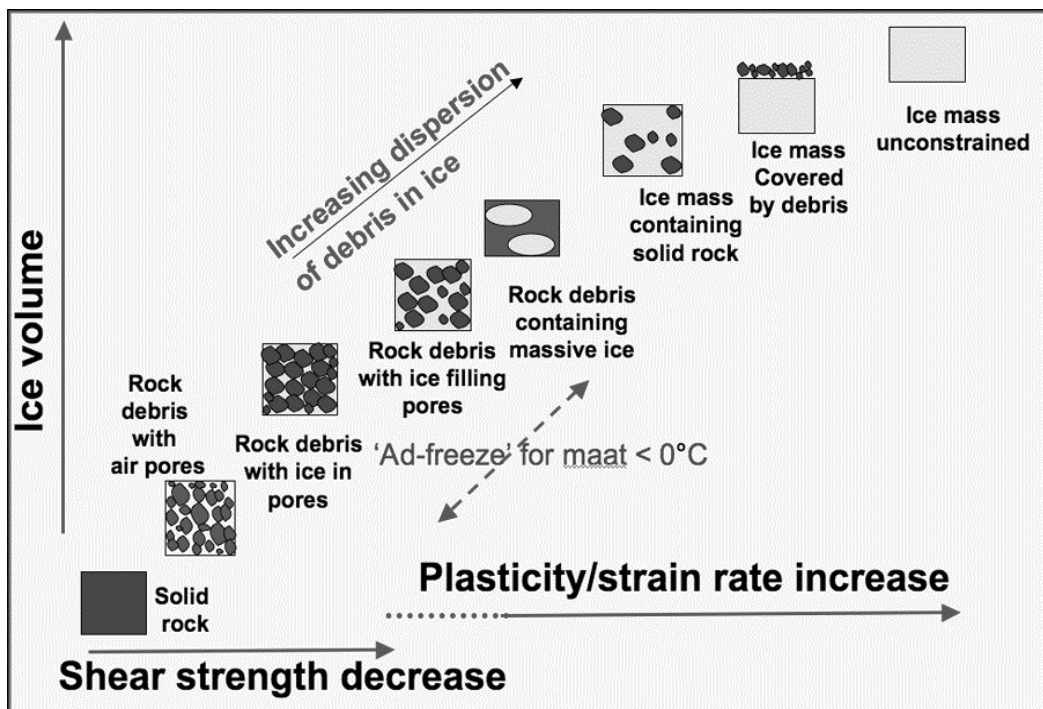 Ice volume
Increasing dispersion
of debris in ice
Ice mass
unconstrained
Ice mass
Covered
by debris
Ice mass
containing
solid rock
Rock debris
containing
massive ice
Rock debris
with ice filling
pores
Rock
debris
with
air pores
Rock debris
with ice in
pores
'Ad-freeze' for maat < 0°C
Solid
rock
Plasticity/strain rate increase
Shear strength decrease